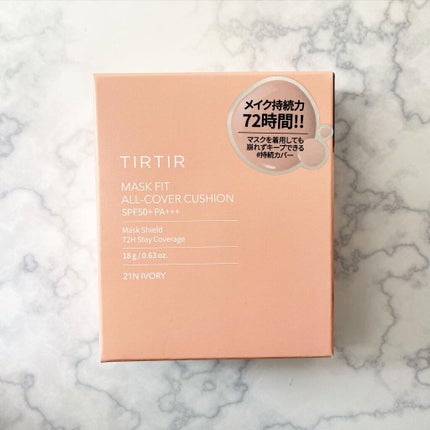 メイク持続力
72時間!!
マスクを着用しても
崩れずキープできる
#持続カバー
TIRTIR
MASK FIT
ALL-COVER CUSHION
SPF50+ PA+++
Mask Shield
72H Stay Coverage
18 g / 0.63 oz.
21N IVORY